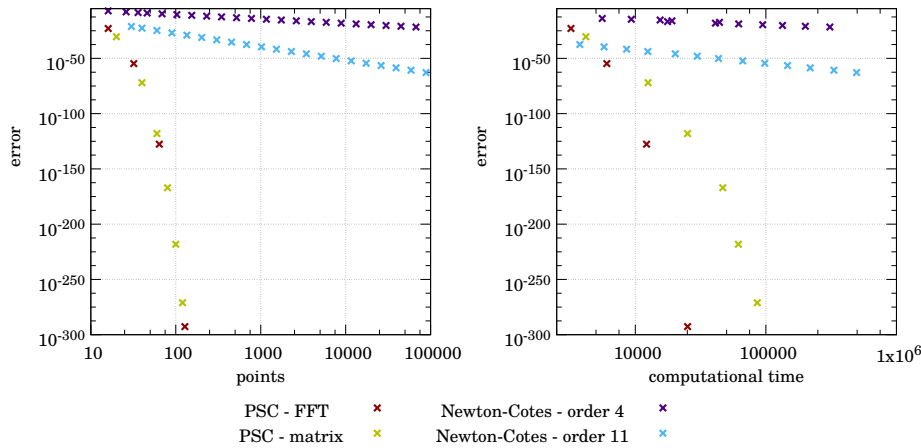 10^-50
10^-100
10^-150
10^-200
10^-250
10^-300
error
10
100
1000
10000
100000
points
10^-50
10^-100
10^-150
10^-200
10^-250
10^-300
error
10000
100000
1x10^6
computational time
PSC - FFT
Newton-Cotes - order 4
PSC - matrix
Newton-Cotes - order 11